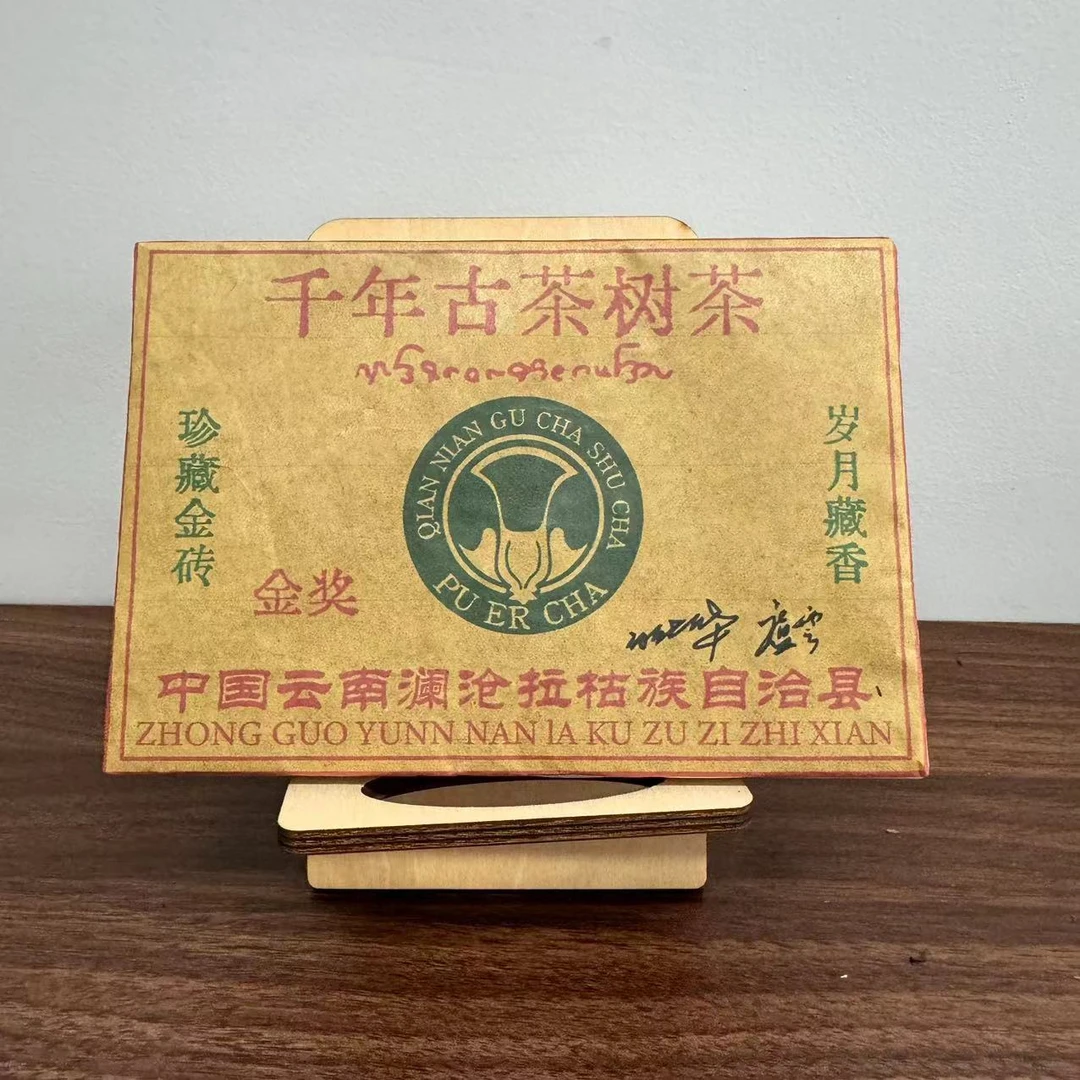 千年古茶树茶
珍藏金砖
岁月藏香
QIAN NIAN GU CHA SHU CHA
PU ER CHA
金奖
中国云南澜沧拉枯族自治县
ZHONG GUO YUNN NAN lA KU ZU ZI ZHI XIAN